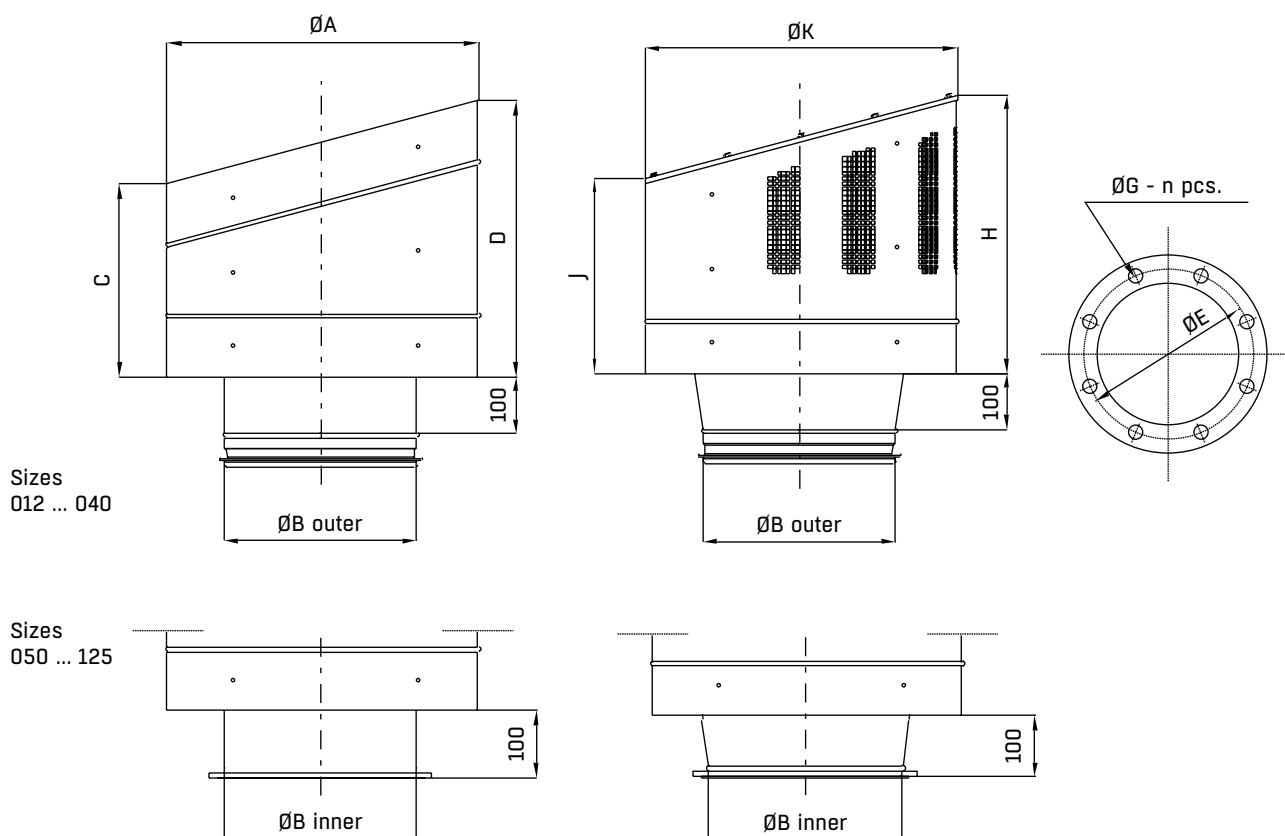 ØA
ØK
C
D
J
H
100
100
ØG - n pcs.
ØE
Sizes
012 ... 040
ØB outer
ØB outer
Sizes
050 ... 125
100
100
ØB inner
ØB inner